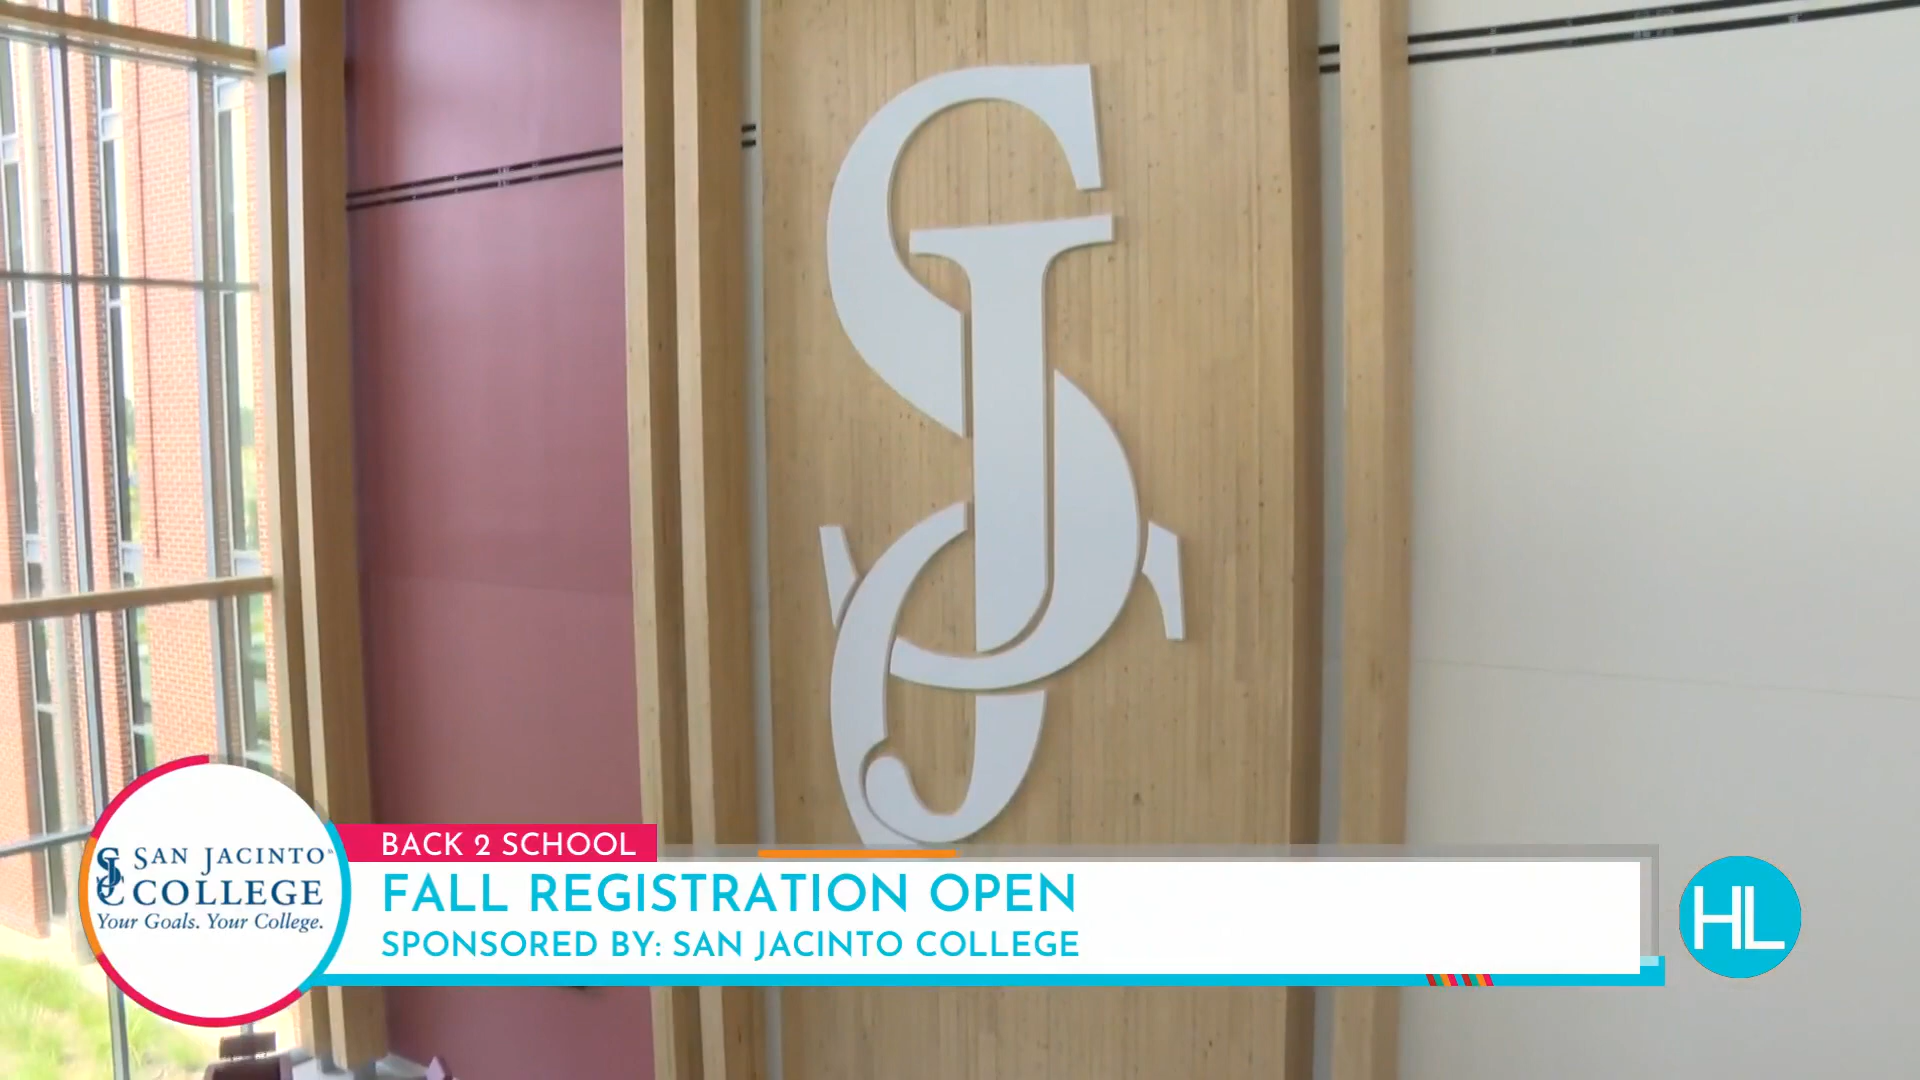 SJC
BACK 2 SCHOOL
SAN JACINTO
COLLEGE
Your Goals. Your College.
FALL REGISTRATION OPEN
SPONSORED BY: SAN JACINTO COLLEGE
HL